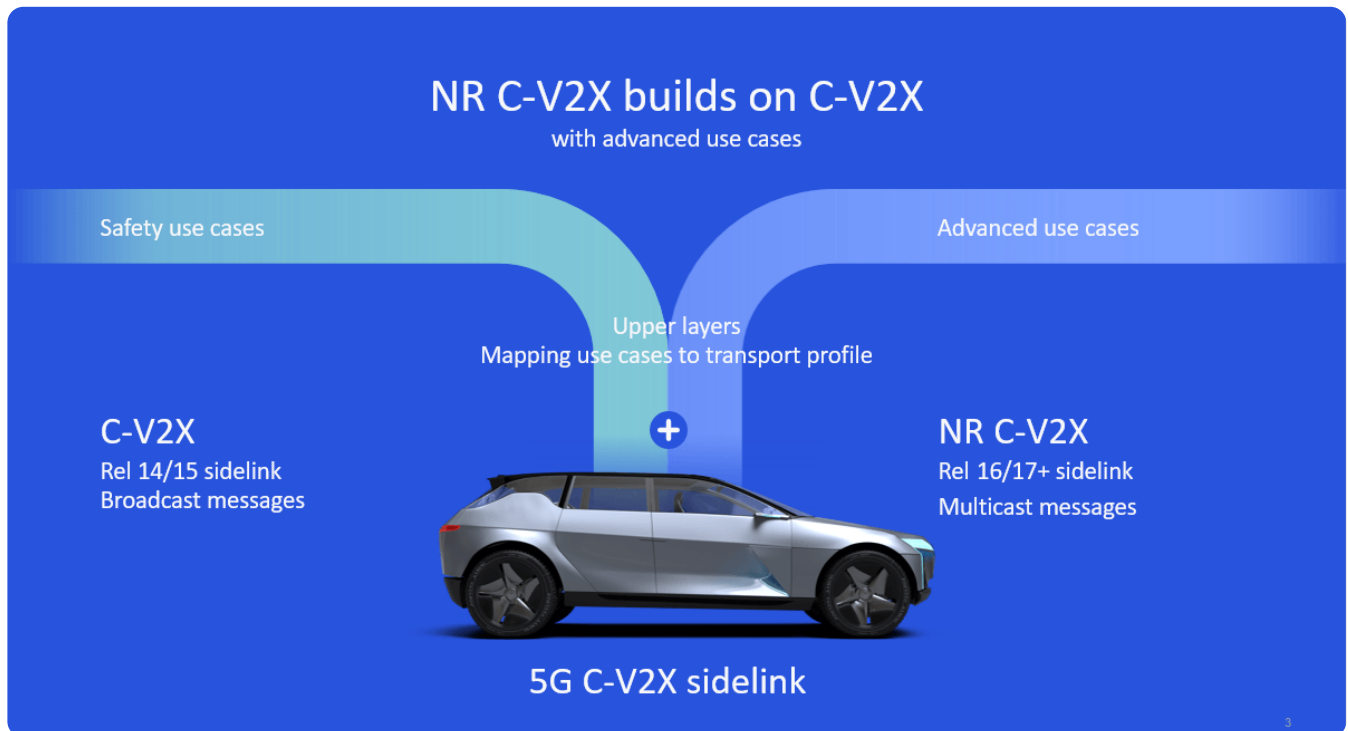 NR C-V2X builds on C-V2X
with advanced use cases
Safety use cases
Advanced use cases
Upper layers
Mapping use cases to transport profile
C-V2X
Rel 14/15 sidelink
Broadcast messages
NR C-V2X
Rel 16/17+ sidelink
Multicast messages
5G C-V2X sidelink
3